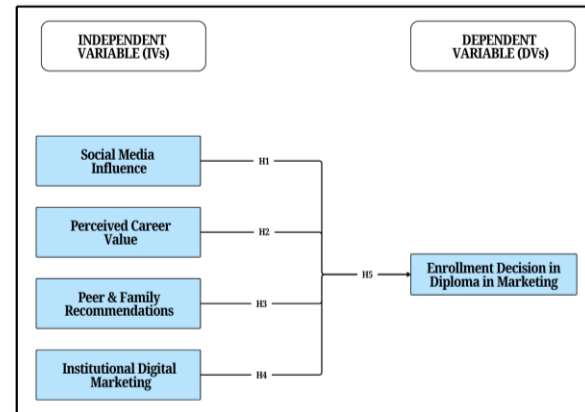 INDEPENDENT
VARIABLE (IVs)
DEPENDENT
VARIABLE (DVs)
Social Media
Influence
H1
Perceived Career
Value
H2
Peer & Family
Recommendations
H3
Institutional Digital
Marketing
H4
H5
Enrollment Decision in
Diploma in Marketing